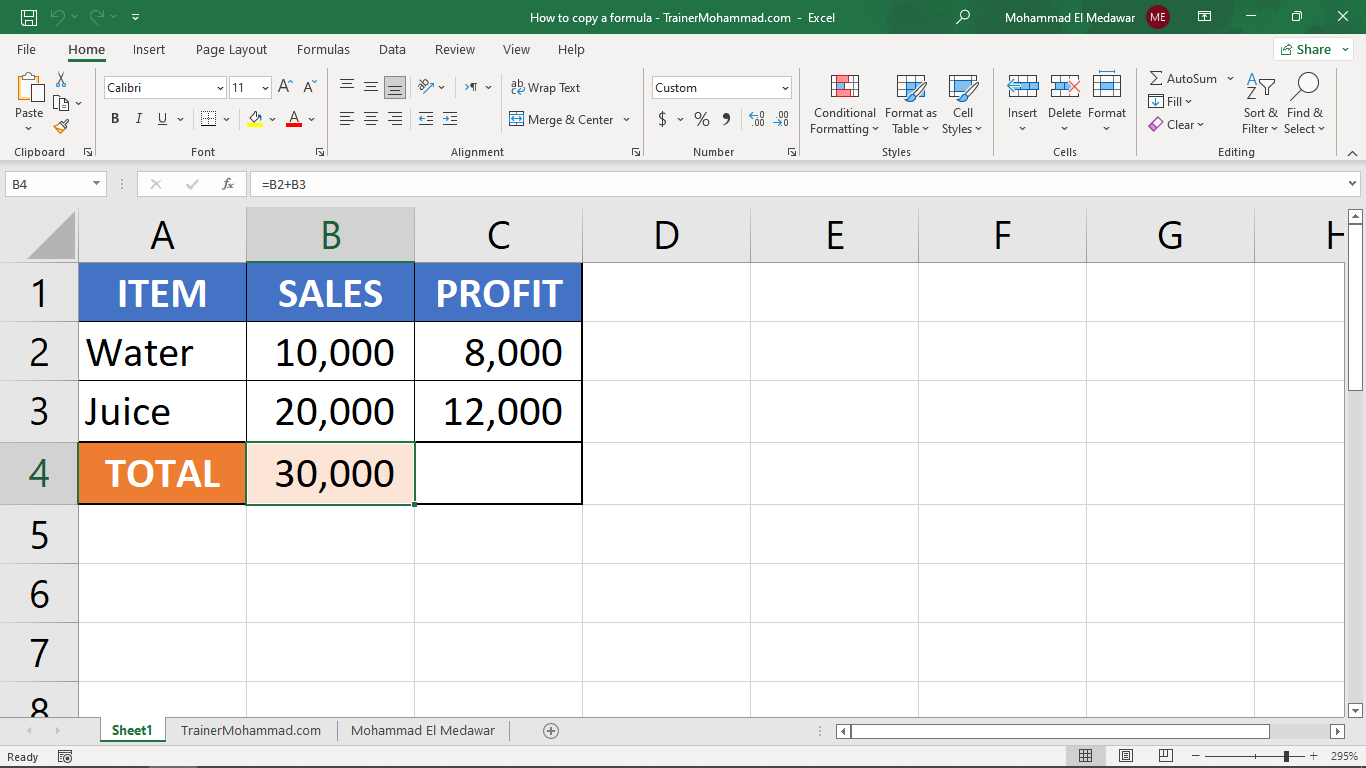 How to copy a formula - TrainerMohammad.com - Excel
Mohammad El Medawar
ME
File Home Insert Page Layout Formulas Data Review View Help
Share
Paste
Clipboard
Calibri 11
B I U A
Font
ab Wrap Text
Merge & Center
Alignment
Custom
$ % 9
Number
Conditional Formatting
Format as Table
Cell Styles
Styles
Insert Delete Format
Cells
AutoSum
Fill
Clear
Sort & Filter
Find & Select
Editing
B4 fx =B2+B3
A B C D E F G H
1 ITEM SALES PROFIT
2 Water 10,000 8,000
3 Juice 20,000 12,000
4 TOTAL 30,000
5
6
7
8
Sheet1 TrainerMohammad.com Mohammad El Medawar
Ready
295%